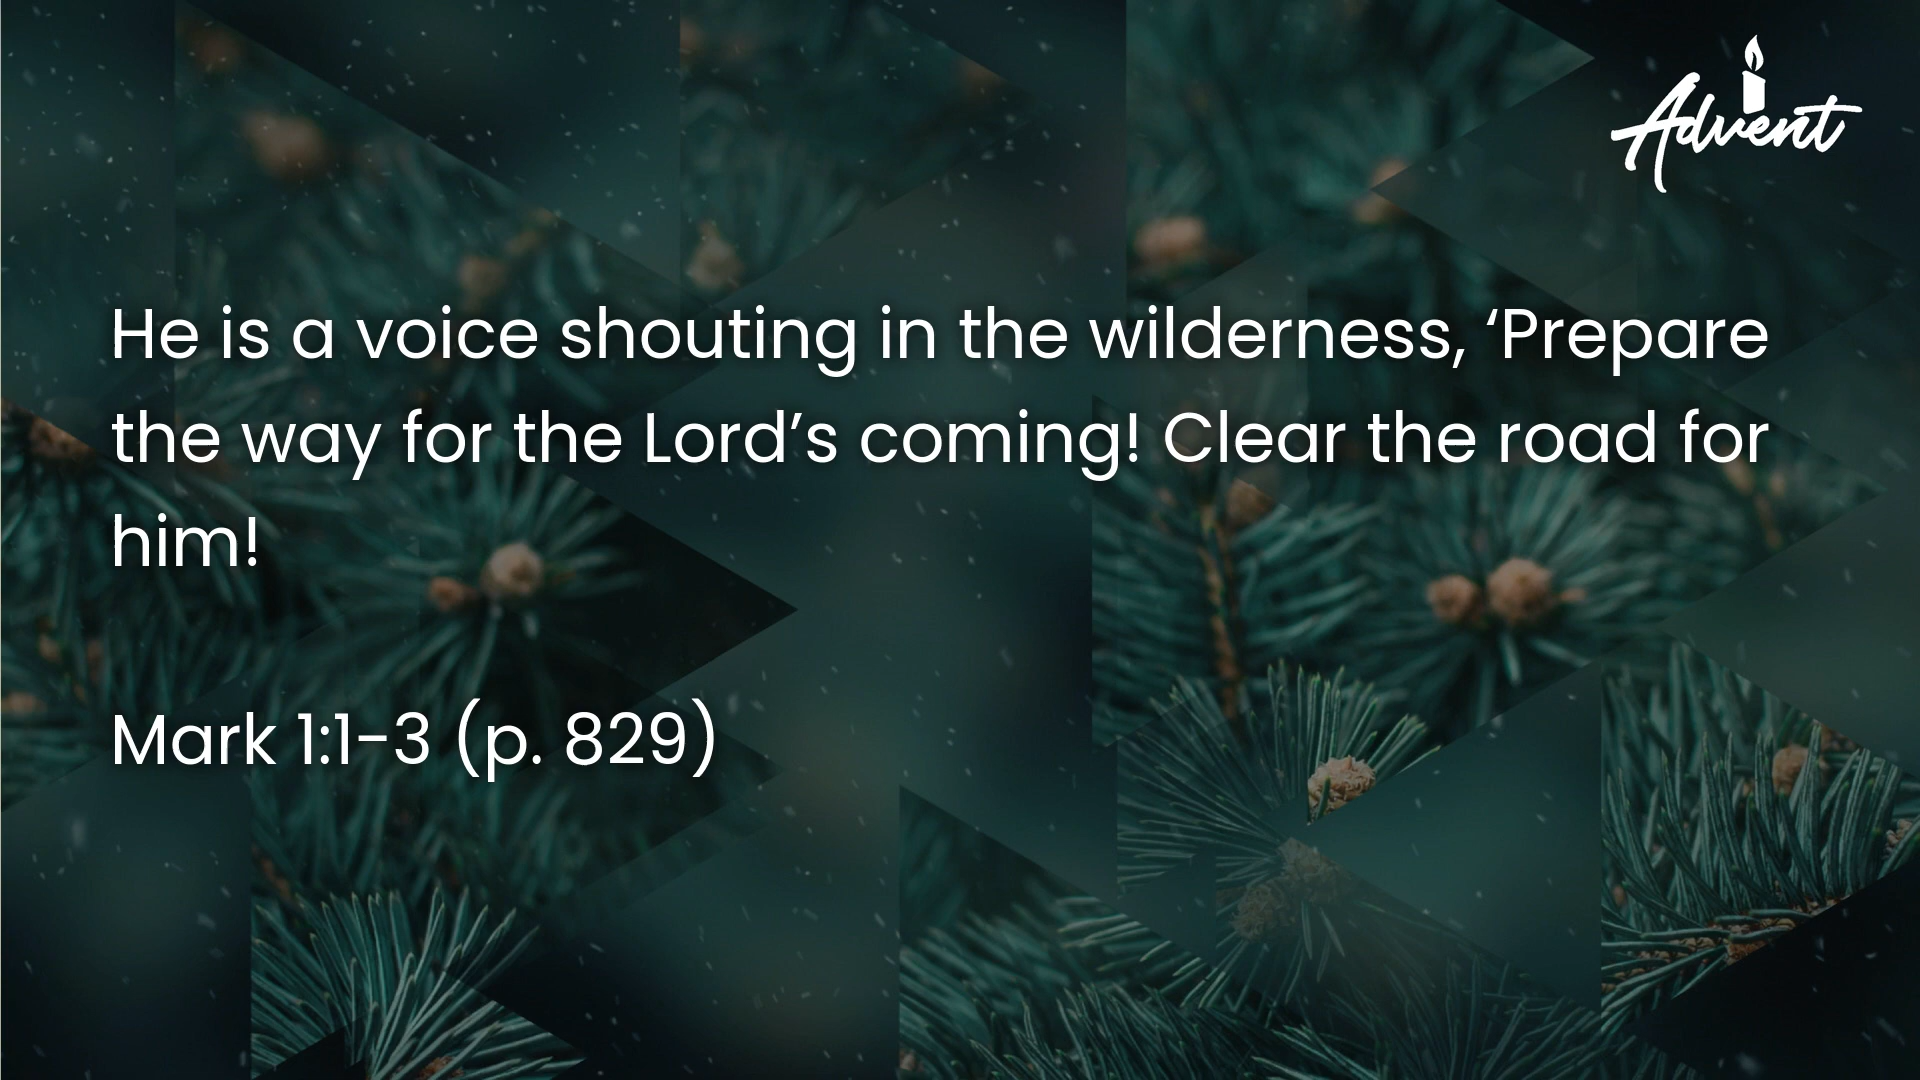 Advent
He is a voice shouting in the wilderness, ‘Prepare
the way for the Lord’s coming! Clear the road for
him!
Mark 1:1-3 (p. 829)